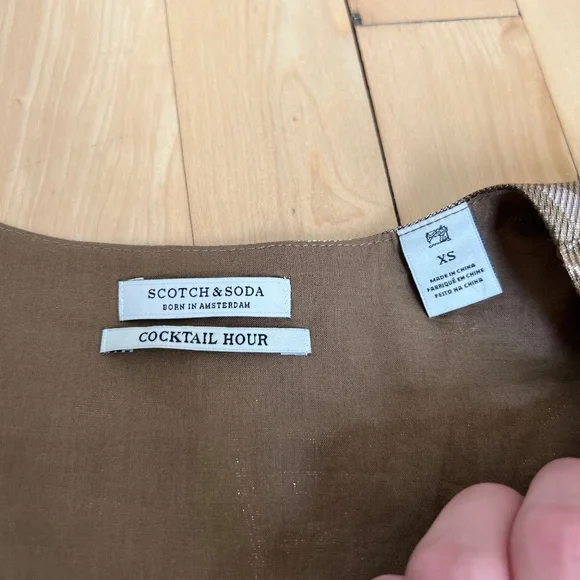 SCOTCH & SODA
BORN IN AMSTERDAM
COCKTAIL HOUR
XS
MADE IN CHINA
FABRIQUÉ EN CHINE
FEITO NA CHINA